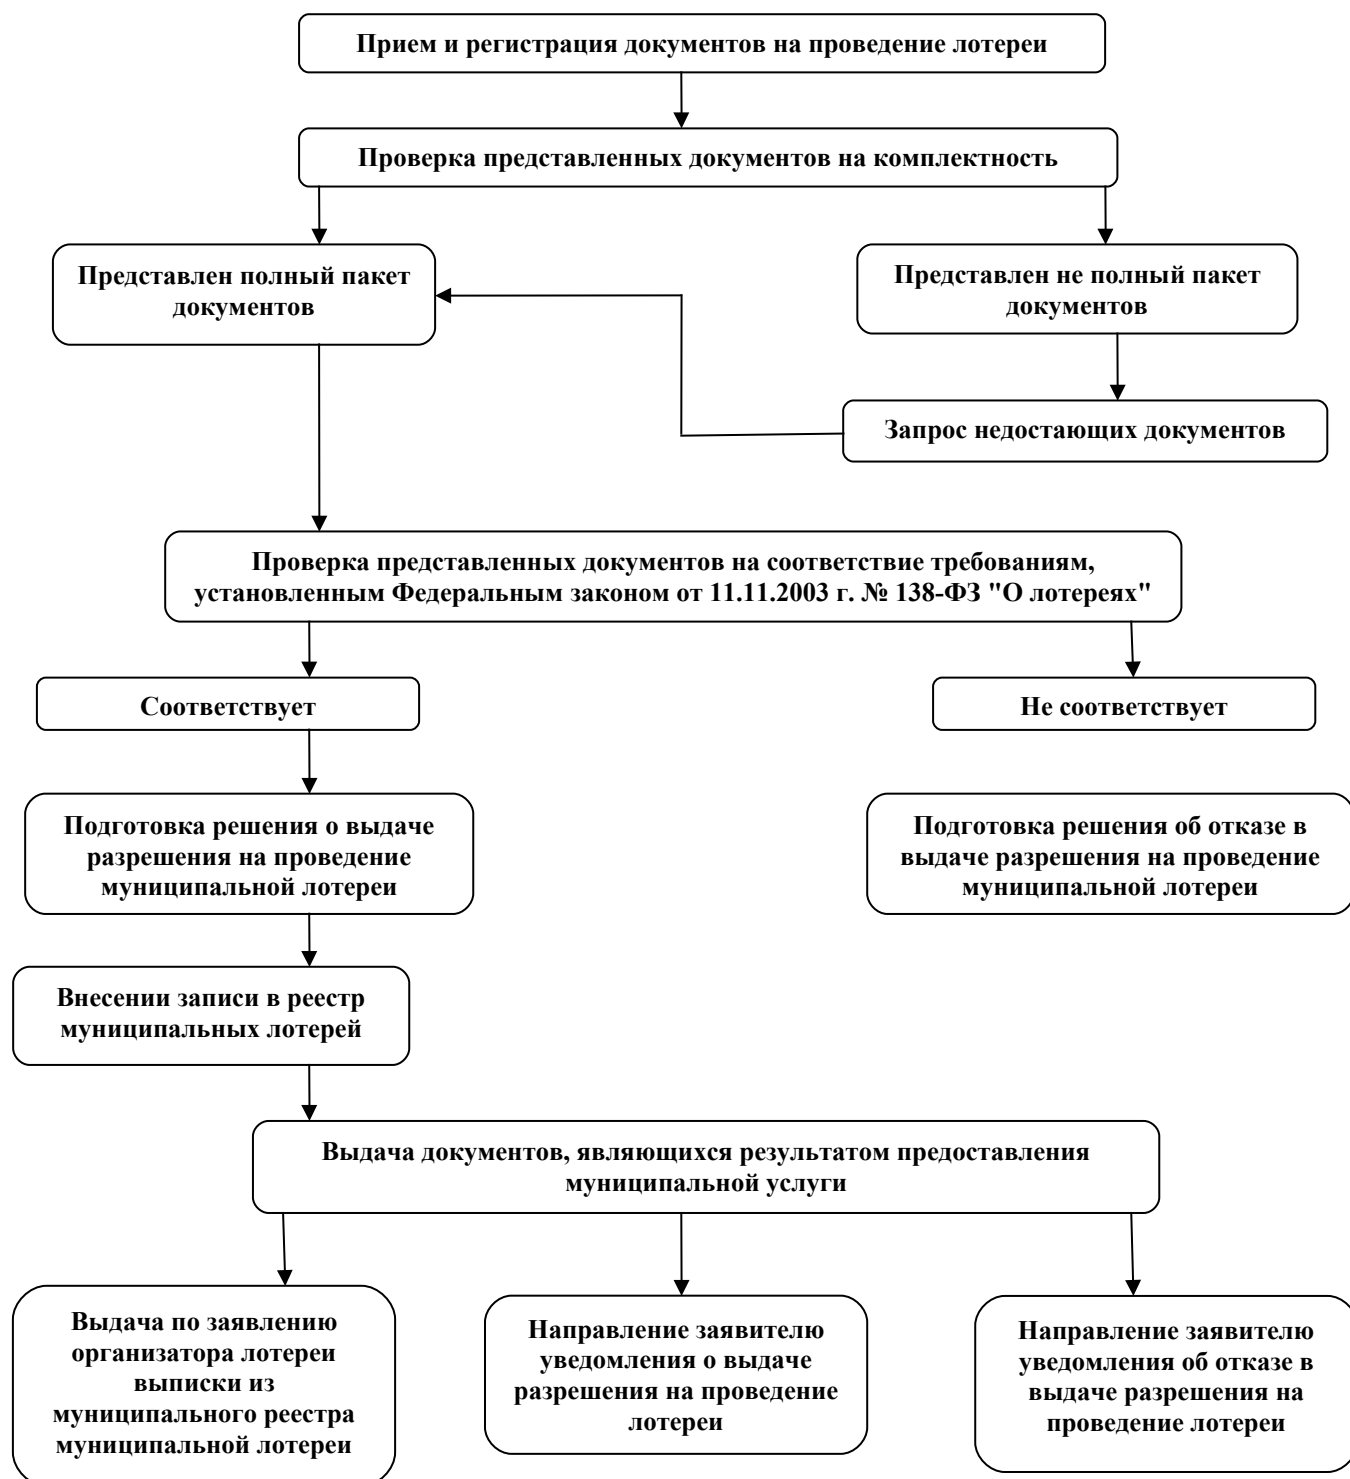 Прием и регистрация документов на проведение лотереи
Проверка представленных документов на комплектность
Представлен полный пакет
документов
Представлен не полный пакет
документов
Запрос недостающих документов
Проверка представленных документов на соответствие требованиям,
установленным Федеральным законом от 11.11.2003 г. № 138-ФЗ "О лотереях"
Соответствует
Не соответствует
Подготовка решения о выдаче
разрешения на проведение
муниципальной лотереи
Подготовка решения об отказе в
выдаче разрешения на проведение
муниципальной лотереи
Внесении записи в реестр
муниципальных лотерей
Выдача документов, являющихся результатом предоставления
муниципальной услуги
Выдача по заявлению
организатора лотереи
выписки из
муниципального реестра
муниципальной лотереи
Направление заявителю
уведомления о выдаче
разрешения на проведение
лотереи
Направление заявителю
уведомления об отказе в
выдаче разрешения на
проведение лотереи